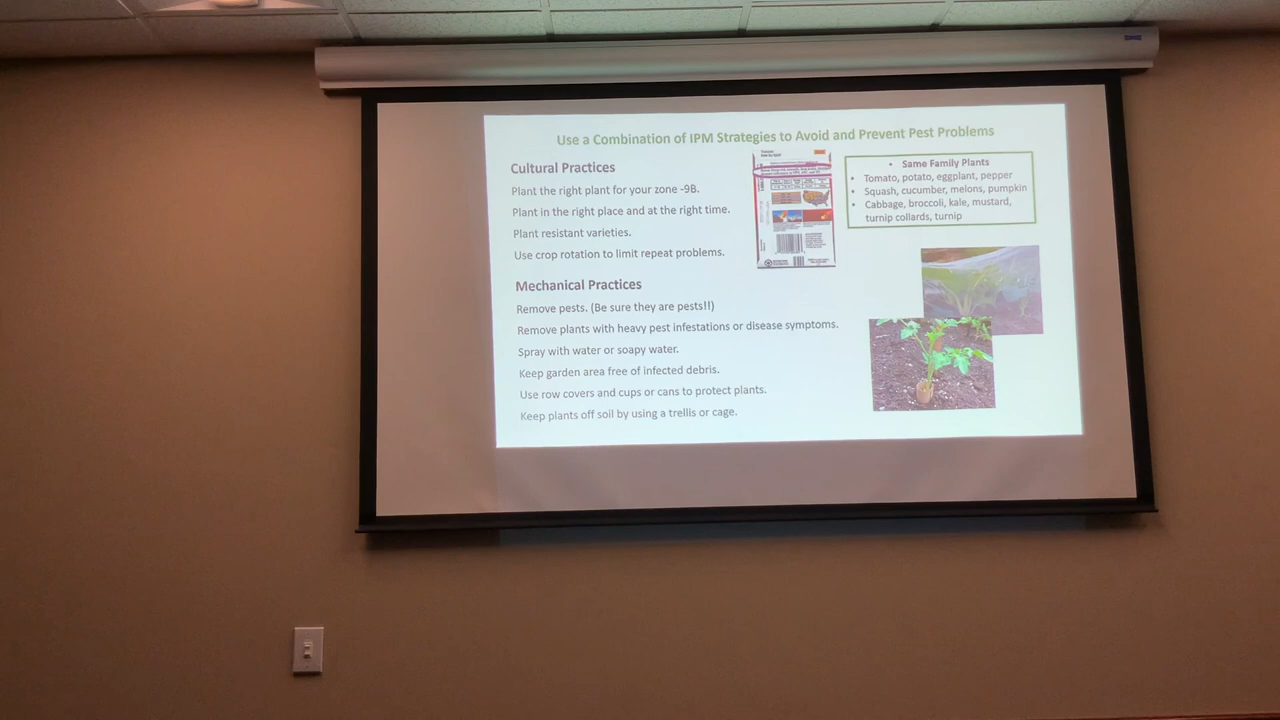 Use a Combination of IPM Strategies to Avoid and Prevent Pest Problems
Cultural Practices
Plant the right plant for your zone -9B.
Plant in the right place and at the right time.
Plant resistant varieties.
Use crop rotation to limit repeat problems.
Mechanical Practices
Remove pests. (Be sure they are pests!!)
Remove plants with heavy pest infestations or disease symptoms.
Spray with water or soapy water.
Keep garden area free of infected debris.
Use row covers and cups or cans to protect plants.
Keep plants off soil by using a trellis or cage.
• Same Family Plants
• Tomato, potato, eggplant, pepper
• Squash, cucumber, melons, pumpkin
• Cabbage, broccoli, kale, mustard,
turnip collards, turnip